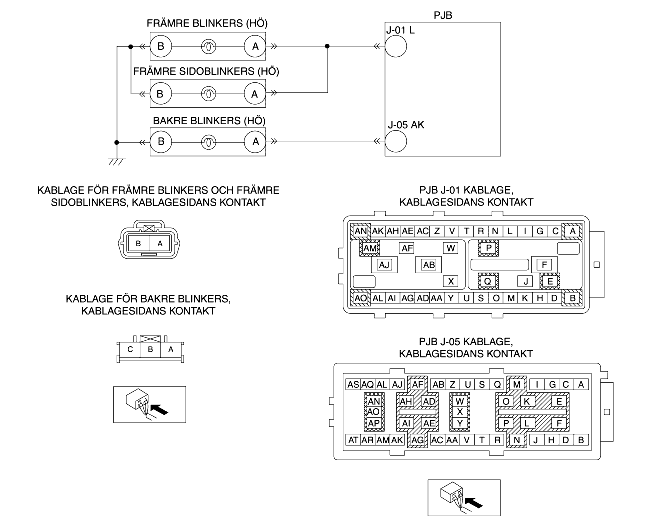 FRÄMRE BLINKERS (HÖ)
PJB
B A
J-01 L
FRÄMRE SIDOBLINKERS (HÖ)
B A
BAKRE BLINKERS (HÖ)
J-05 AK
B A
KABLAGE FÖR FRÄMRE BLINKERS OCH FRÄMRE
SIDOBLINKERS, KABLAGESIDANS KONTAKT
B A
KABLAGE FÖR BAKRE BLINKERS,
KABLAGESIDANS KONTAKT
C B A
PJB J-01 KABLAGE,
KABLAGESIDANS KONTAKT
AN AK AH AE AC Z V T R N L I G C A
AM AF W P
AJ AB F
X Q J E
AO AL AI AG AD AA Y U S O M K H D B
PJB J-05 KABLAGE,
KABLAGESIDANS KONTAKT
AS AQ AL AJ AF AB Z U S Q M I G C A
AN AH AD W O K E
AO X
AP AI AE Y P L F
AT AR AM AK AG AC AA V T R N J H D B